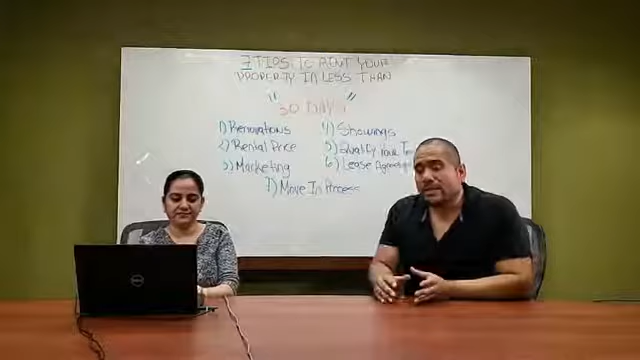 7 TIPS TO RENT YOUR
PROPERTY IN LESS THAN
"30 DAYS"
1) Renovations
2) Rental Price
3) Marketing
4) Showings
5) Qualify Your
6) Lease Agreement
7) Move In Process
DELL